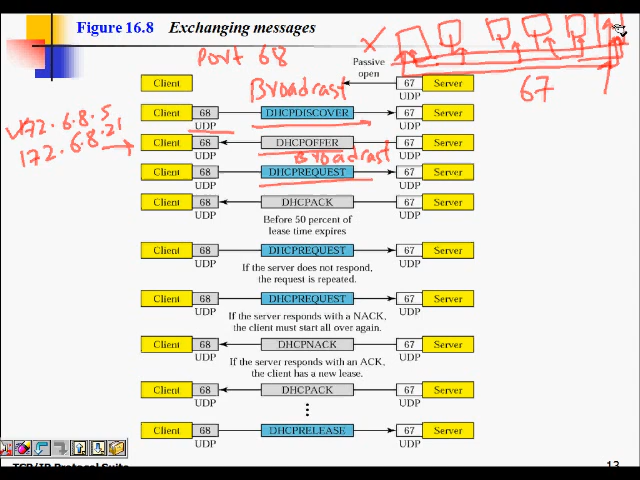 Figure 16.8 Exchanging messages
Port 68
67
Passive
open
Client 67 Server
UDP
Broadcast
172.6.8.5
172.6.8.21
Client 68 DHCPDISCOVER 67 Server
UDP UDP
Client 68 DHCPOFFER 67 Server
UDP UDP
Broadcast
Client 68 DHCPREQUEST 67 Server
UDP UDP
Client 68 DHCPACK 67 Server
UDP UDP
Before 50 percent of
lease time expires
Client 68 DHCPREQUEST 67 Server
UDP UDP
If the server does not respond,
the request is repeated.
Client 68 DHCPREQUEST 67 Server
UDP UDP
If the server responds with a NACK,
the client must start all over again.
Client 68 DHCPNACK 67 Server
UDP UDP
If the server responds with an ACK,
the client has a new lease.
Client 68 DHCPACK 67 Server
UDP UDP
Client 68 DHCPRELEASE 67 Server
UDP UDP
TCP/IP Protocol Suite 13